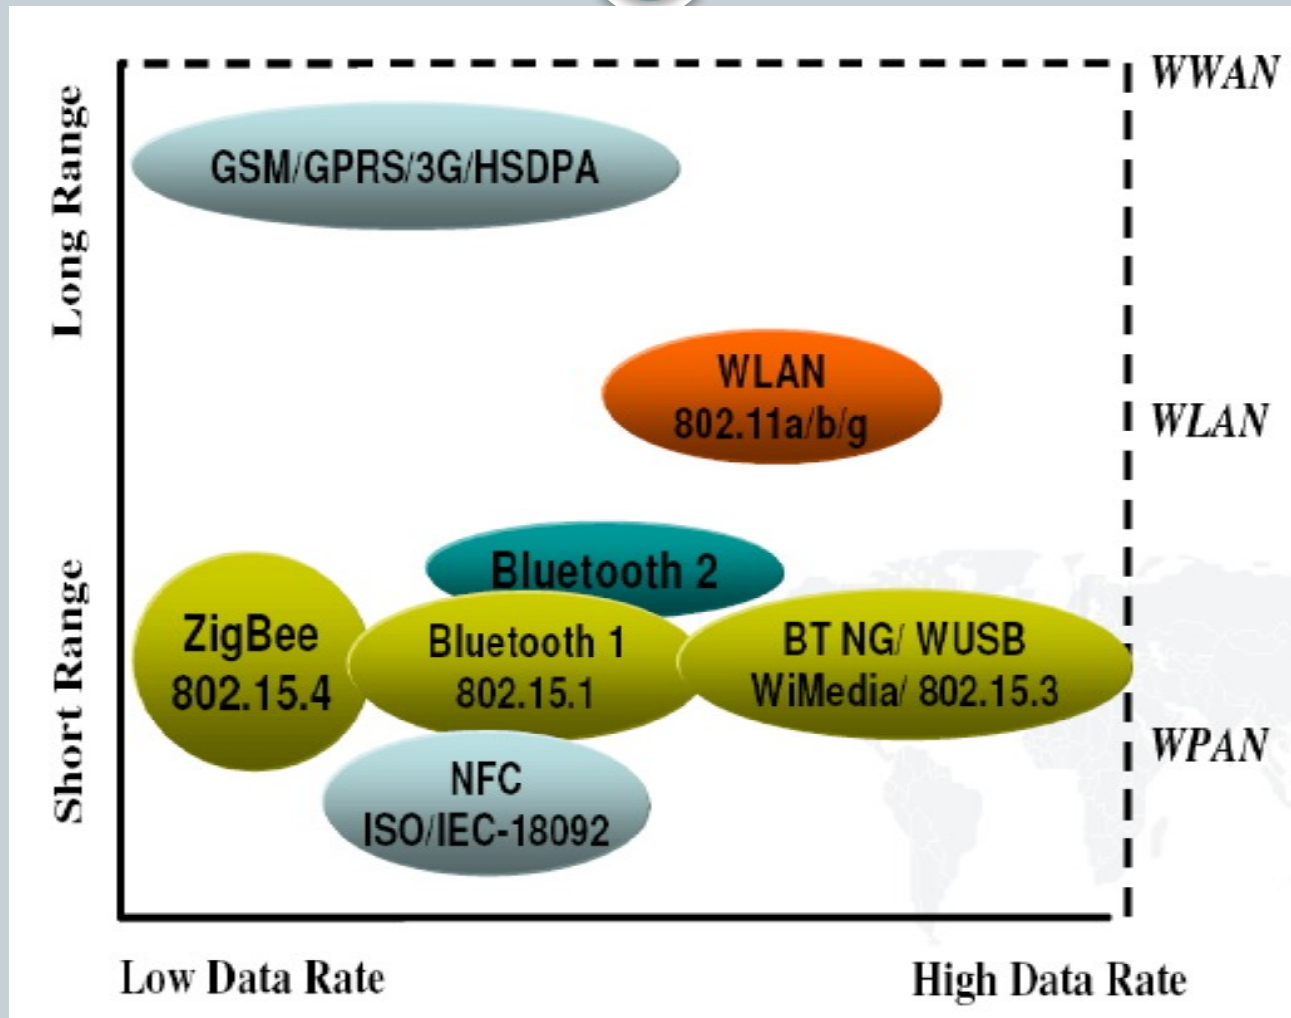 WWAN
Long Range
GSM/GPRS/3G/HSDPA
WLAN
802.11a/b/g
WLAN
Short Range
Bluetooth 2
ZigBee
802.15.4
Bluetooth 1
802.15.1
BT NG/ WUSB
WiMedia/ 802.15.3
WPAN
NFC
ISO/IEC-18092
Low Data Rate
High Data Rate